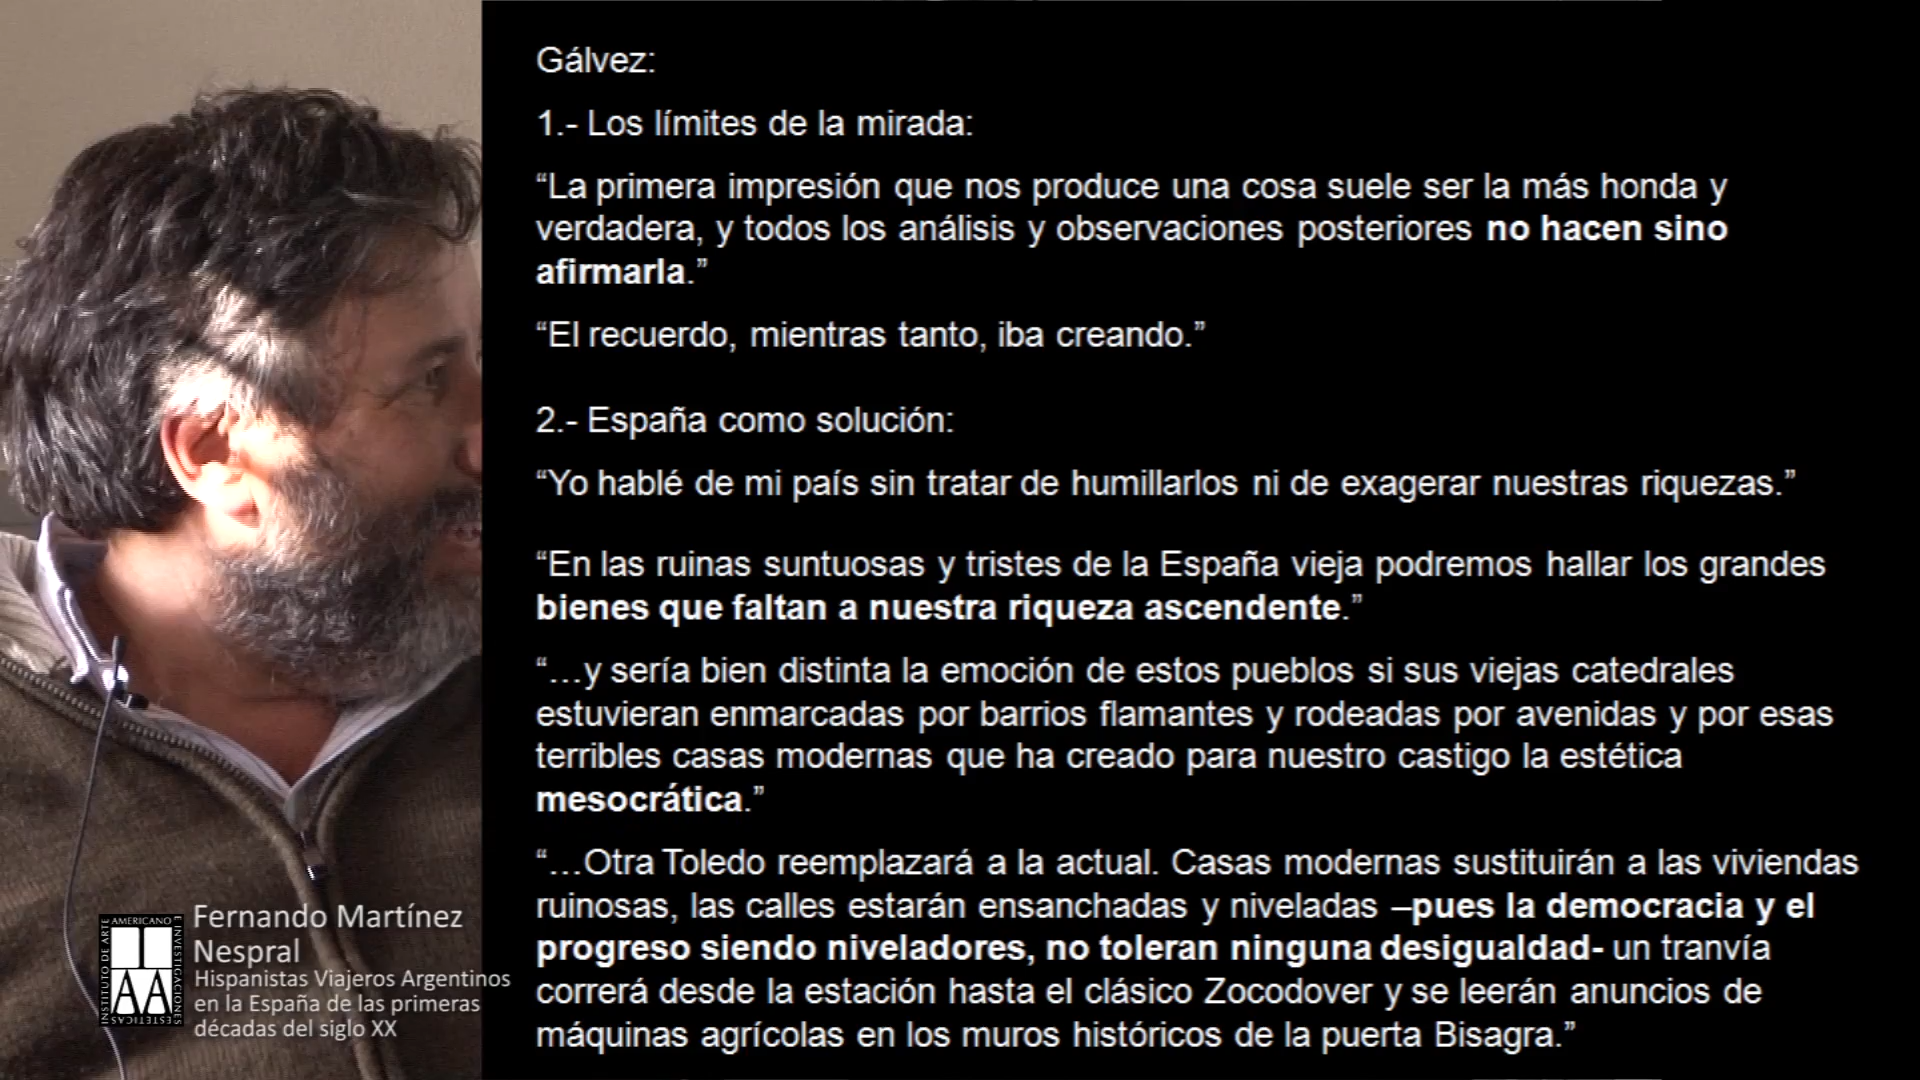 Gálvez:
1.- Los límites de la mirada:
“La primera impresión que nos produce una cosa suele ser la más honda y
verdadera, y todos los análisis y observaciones posteriores no hacen sino
afirmarla.”
“El recuerdo, mientras tanto, iba creando.”
2.- España como solución:
“Yo hablé de mi país sin tratar de humillarlos ni de exagerar nuestras riquezas.”
“En las ruinas suntuosas y tristes de la España vieja podremos hallar los grandes
bienes que faltan a nuestra riqueza ascendente.”
“…y sería bien distinta la emoción de estos pueblos si sus viejas catedrales
estuvieran enmarcadas por barrios flamantes y rodeadas por avenidas y por esas
terribles casas modernas que ha creado para nuestro castigo la estética
mesocrática.”
“…Otra Toledo reemplazará a la actual. Casas modernas sustituirán a las viviendas
ruinosas, las calles estarán ensanchadas y niveladas –pues la democracia y el
progreso siendo niveladores, no toleran ninguna desigualdad- un tranvía
correrá desde la estación hasta el clásico Zocodover y se leerán anuncios de
máquinas agrícolas en los muros históricos de la puerta Bisagra.”
INSTITUTO DE ARTE
AMERICANO
E INVESTIGACIONES
ESTETICAS
AA
Fernando Martínez
Nespral
Hispanistas Viajeros Argentinos
en la España de las primeras
décadas del siglo XX